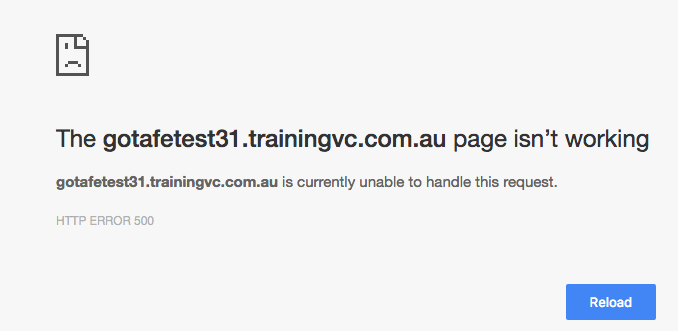 The gotafetest31.trainingvc.com.au page isn’t working
gotafetest31.trainingvc.com.au is currently unable to handle this request.
HTTP ERROR 500
Reload